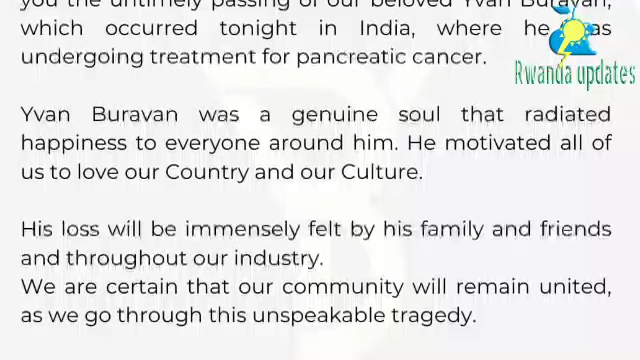 you the untimely passing of our beloved Yvan Buravan,
which occurred tonight in India, where he as
undergoing treatment for pancreatic cancer.
Rwanda updates
Yvan Buravan was a genuine soul that radiated
happiness to everyone around him. He motivated all of
us to love our Country and our Culture.
His loss will be immensely felt by his family and friends
and throughout our industry.
We are certain that our community will remain united,
as we go through this unspeakable tragedy.